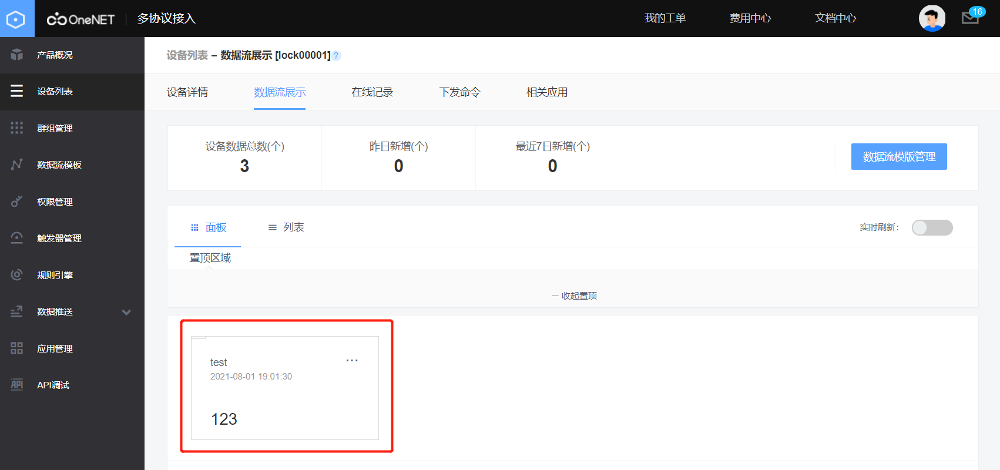 OneNET
多协议接入
我的工单
费用中心
文档中心
16
产品概况
设备列表
群组管理
数据流模板
权限管理
触发器管理
规则引擎
数据推送
应用管理
API
API调试
设备列表 – 数据流展示 [lock00001] ?
设备详情
数据流展示
在线记录
下发命令
相关应用
设备数据总数(个)
3
昨日新增(个)
0
最近7日新增(个)
0
数据流模版管理
面板
列表
实时刷新：
置顶区域
一 收起置顶
test
...
2021-08-01 19:01:30
123